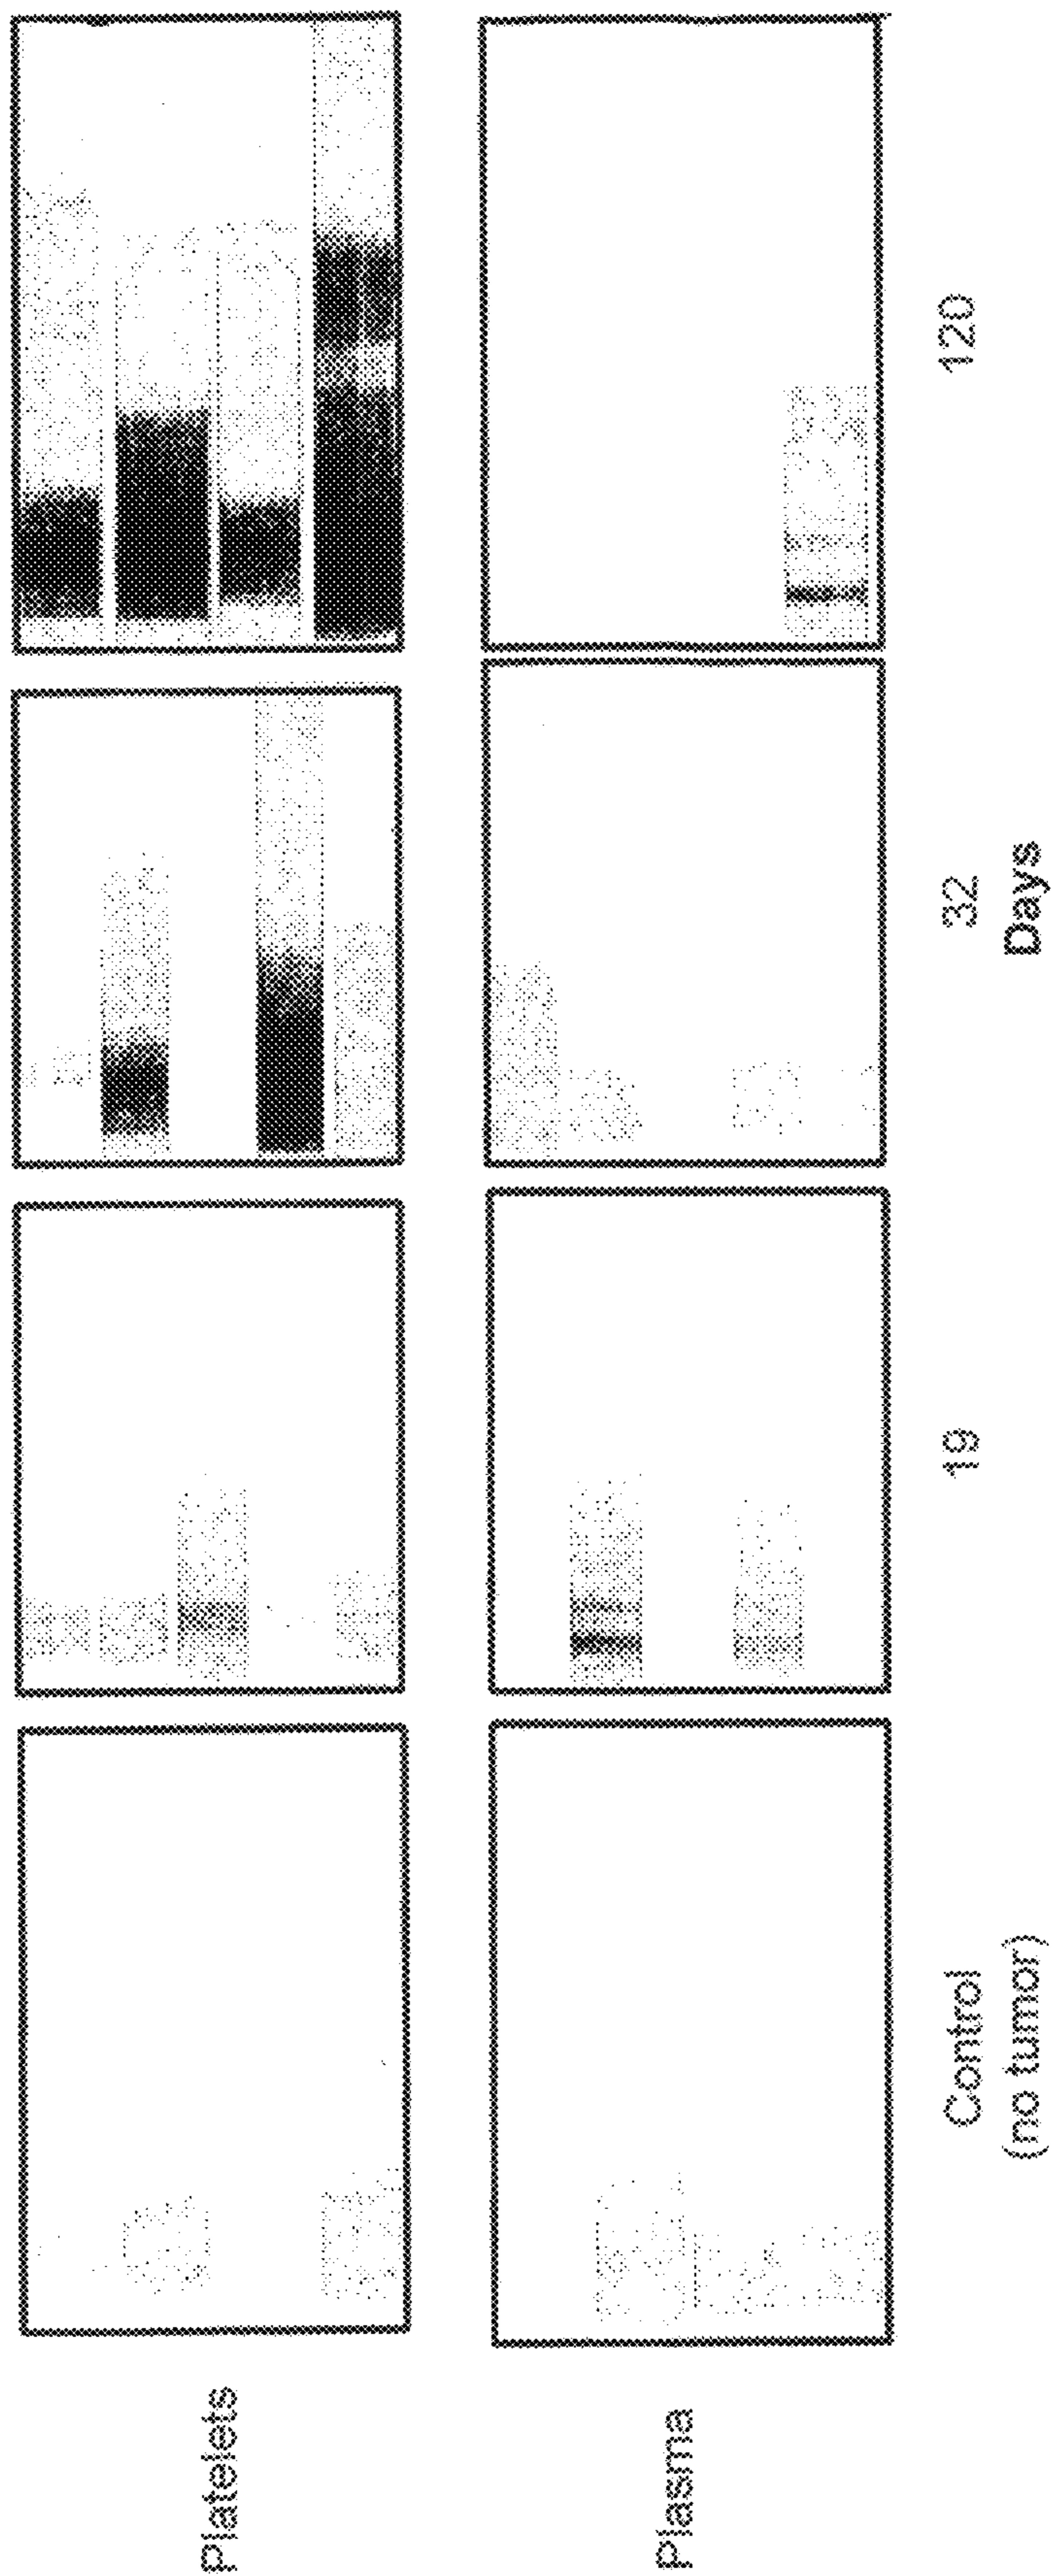 Platelets
Plasma
Control
(no tumor)
19
32
120
Days